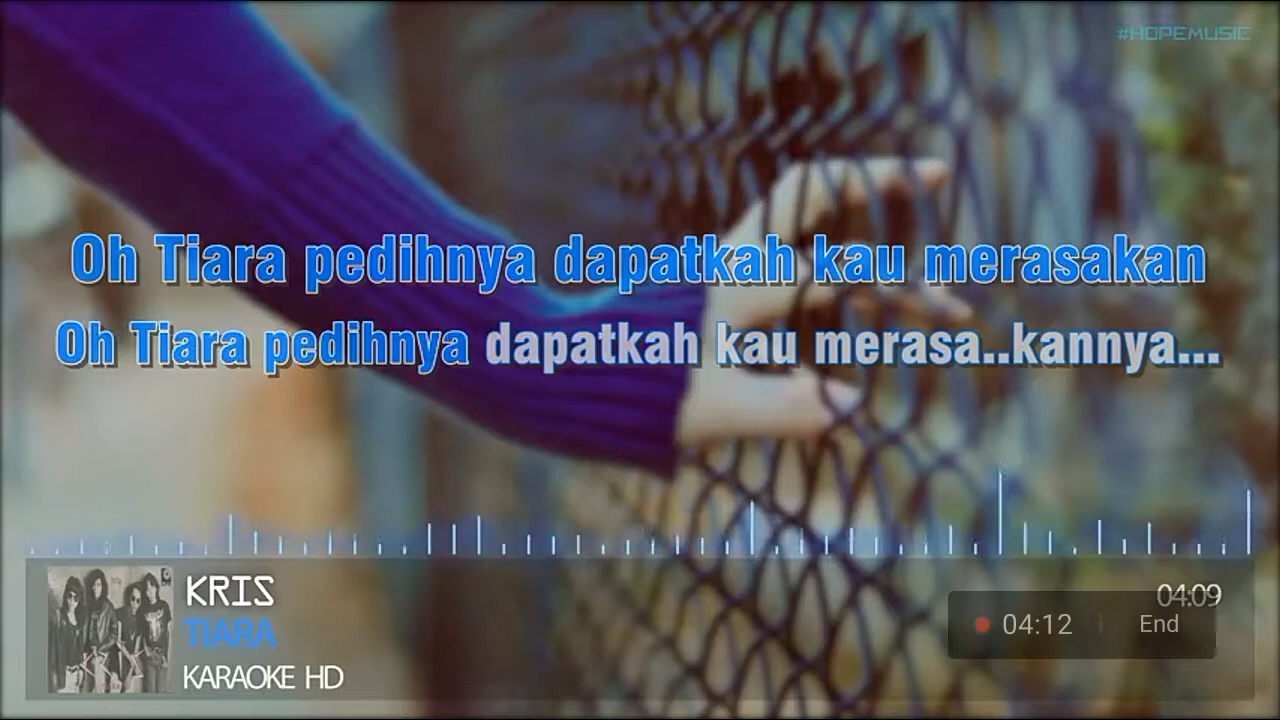 #HOPEMUSIC
Oh Tiara pedihnya dapatkah kau merasakan
Oh Tiara pedihnya dapatkah kau merasa..kannya...
KRIS
TIARA
KARAOKE HD
04:09
04:12
End